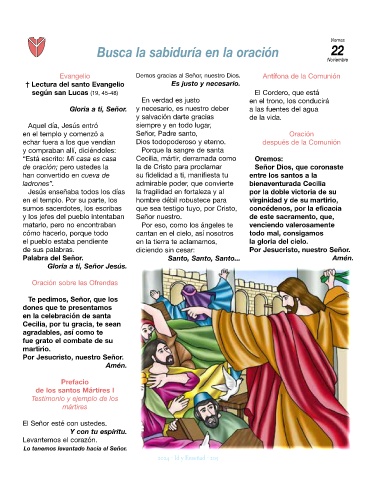 Busca la sabiduría en la oración
Viernes
22
Noviembre
Evangelio
† Lectura del santo Evangelio
según san Lucas (19, 45-48)
Gloria a ti, Señor.
Aquel día, Jesús entró
en el templo y comenzó a
echar fuera a los que vendían
y compraban allí, diciéndoles:
“Está escrito: Mi casa es casa
de oración; pero ustedes la
han convertido en cueva de
ladrones”.
Jesús enseñaba todos los días
en el templo. Por su parte, los
sumos sacerdotes, los escribas
y los jefes del pueblo intentaban
matarlo, pero no encontraban
cómo hacerlo, porque todo
el pueblo estaba pendiente
de sus palabras.
Palabra del Señor.
Gloria a ti, Señor Jesús.
Oración sobre las Ofrendas
Te pedimos, Señor, que los
dones que te presentamos
en la celebración de santa
Cecilia, por tu gracia, te sean
agradables, así como te
fue grato el combate de su
martirio.
Por Jesucristo, nuestro Señor.
Amén.
Prefacio
de los santos Mártires I
Testimonio y ejemplo de los
mártires
El Señor esté con ustedes.
Y con tu espíritu.
Levantemos el corazón.
Lo tenemos levantado hacia el Señor.
Demos gracias al Señor, nuestro Dios.
Es justo y necesario.
En verdad es justo
y necesario, es nuestro deber
y salvación darte gracias
siempre y en todo lugar,
Señor, Padre santo,
Dios todopoderoso y eterno.
Porque la sangre de santa
Cecilia, mártir, derramada como
la de Cristo para proclamar
su fidelidad a ti, manifiesta tu
admirable poder, que convierte
la fragilidad en fortaleza y al
hombre débil robustece para
que sea testigo tuyo, por Cristo,
Señor nuestro.
Por eso, como los ángeles te
cantan en el cielo, así nosotros
en la tierra te aclamamos,
diciendo sin cesar:
Santo, Santo, Santo...
Antífona de la Comunión
El Cordero, que está
en el trono, los conducirá
a las fuentes del agua
de la vida.
Oración
después de la Comunión
Oremos:
Señor Dios, que coronaste
entre los santos a la
bienaventurada Cecilia
por la doble victoria de su
virginidad y de su martirio,
concédenos, por la eficacia
de este sacramento, que,
venciendo valerosamente
todo mal, consigamos
la gloria del cielo.
Por Jesucristo, nuestro Señor.
Amén.